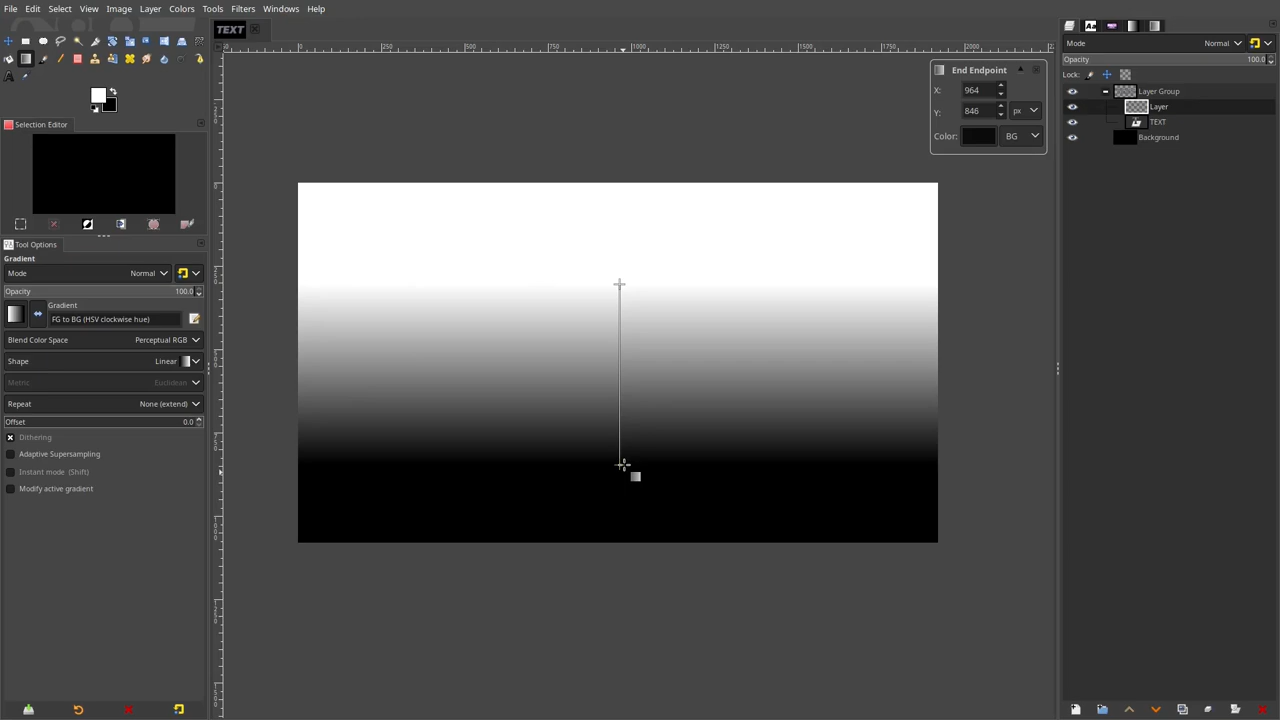 File Edit Select View Image Layer Colors Tools Filters Windows Help
TEXT
0 250 500 750 1000 1250 1500 1750 2000
Selection Editor
Tool Options
Gradient
Mode Normal
Opacity 100.0
Gradient
FG to BG (HSV clockwise hue)
Blend Color Space Perceptual RGB
Shape Linear
Metric Euclidean
Repeat None (extend)
Offset 0.0
Dithering
Adaptive Supersampling
Instant mode (Shift)
Modify active gradient
End Endpoint
X: 964
Y: 846 px
Color: BG
Mode Normal
Opacity 100.0
Lock:
Layer Group
Layer
TEXT
Background